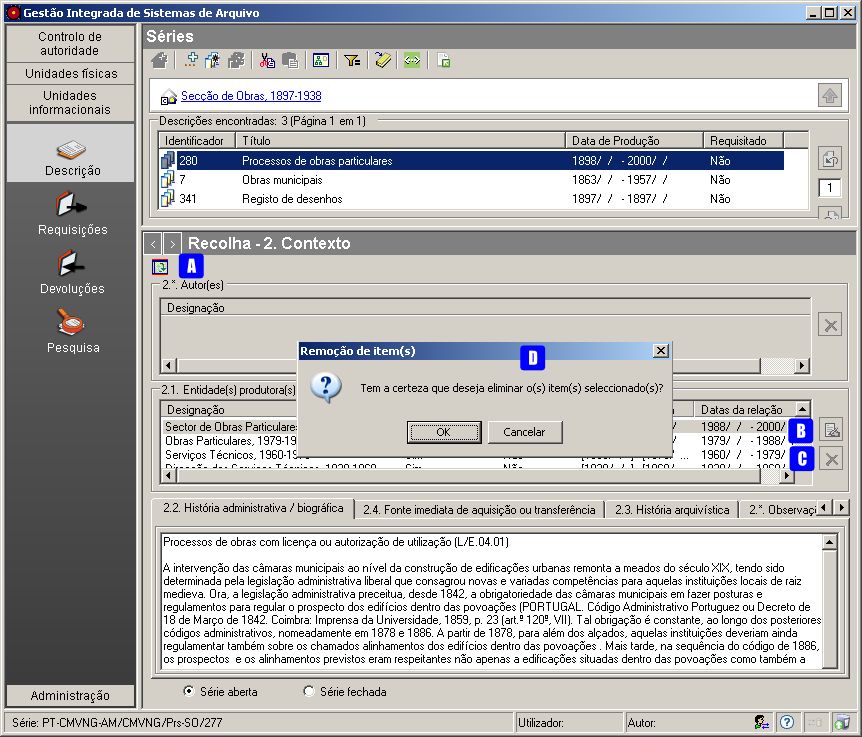 Gestão Integrada de Sistemas de Arquivo
Controlo de
autoridade
Unidades físicas
Unidades
informacionais
Descrição
Requisições
Devoluções
Pesquisa
Administração
Séries
Secção de Obras, 1897-1938
Descrições encontradas: 3 (Página 1 em 1)
Identificador Título Data de Produção Requisitado
280 Processos de obras particulares 1898/ / - 2000/ / Não
7 Obras municipais 1863/ / - 1957/ / Não
341 Registo de desenhos 1897/ / - 1897/ / Não
1
< > Recolha - 2. Contexto
A
2.*. Autor(es)
Designação
Remoção de item(s)
D
Tem a certeza que deseja eliminar o(s) item(s) seleccionado(s)?
OK Cancelar
2.1. Entidade(s) produtora(s)
Designação Datas da relação
Sector de Obras Particulares 1988/ / - 2000/
B
Obras Particulares, 1979-19 1979/ / - 1988/
Serviços Técnicos, 1960-19 1960/ / - 1979/
C
2.2. História administrativa / biográfica 2.4. Fonte imediata de aquisição ou transferência 2.3. História arquivística 2.*. Observaç
Processos de obras com licença ou autorização de utilização (L/E.04.01)
A intervenção das câmaras municipais ao nível da construção de edificações urbanas remonta a meados do século XIX, tendo sido
determinada pela legislação administrativa liberal que consagrou novas e variadas competências para aquelas instituições locais de raiz
medieva. Ora, a legislação administrativa preceitua, desde 1842, a obrigatoriedade das câmaras municipais em fazer posturas e
regulamentos para regular o prospecto dos edifícios dentro das povoações (PORTUGAL. Código Administrativo Portuguez ou Decreto de
18 de Março de 1842. Coimbra: Imprensa da Universidade, 1859, p. 23 (art.º 120º, VII). Tal obrigação é constante, ao longo dos posteriores
códigos administrativos, nomeadamente em 1878 e 1886. A partir de 1878, para além dos alçados, aquelas instituições deveriam ainda
regulamentar também sobre os chamados alinhamentos dos edifícios dentro das povoações . Mais tarde, na sequência do código de 1886,
os prospectos e os alinhamentos previstos eram respeitantes não apenas a edificações situadas dentro das povoações como também a
Série aberta Série fechada
Série: PT-CMVNG-AM/CMVNG/Prs-SO/277 Utilizador: Autor: